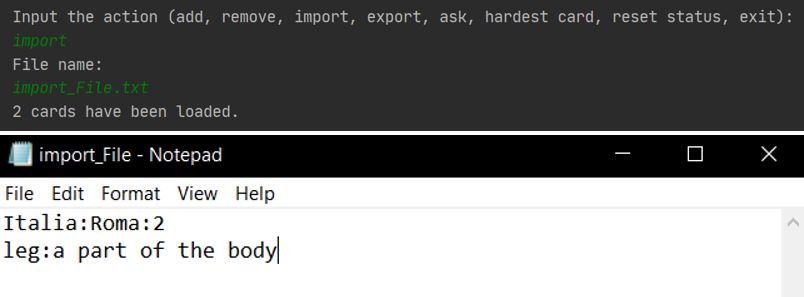 Input the action (add, remove, import, export, ask, hardest card, reset status, exit):
import
File name:
import_File.txt
2 cards have been loaded.
import_File - Notepad
File Edit Format View Help
Italia:Roma:2
leg:a part of the body